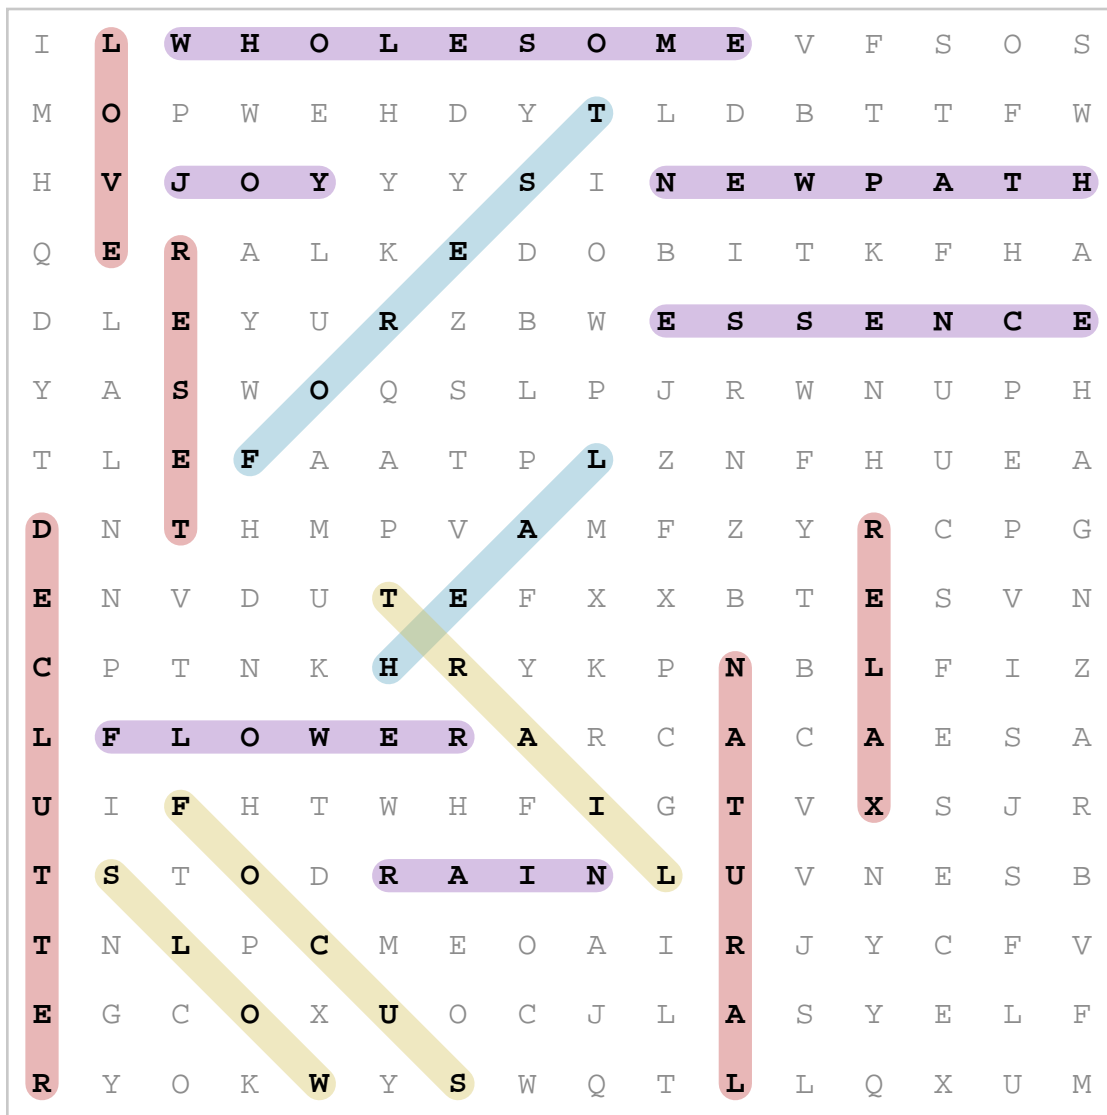 I L W H O L E S O M E V F S O S
M O P W E H D Y T L D B T T F W
H V J O Y Y Y S I N E W P A T H
Q E R A L K E D O B I T K F H A
D L E Y U R Z B W E S S E N C E
Y A S W O Q S L P J R W N U P H
T L E F A A T P L Z N F H U E A
D N T H M P V A M F Z Y R C P G
E N V D U T E F X X B T E S V N
C P T N K H R Y K P N B L F I Z
L F L O W E R A R C A C A E S A
U I F H T W H F I G T V X S J R
T S T O D R A I N L U V N E S B
T N L P C M E O A I R J Y C F V
E G C O X U O C J L A S Y E L F
R Y O K W Y S W Q T L L Q X U M